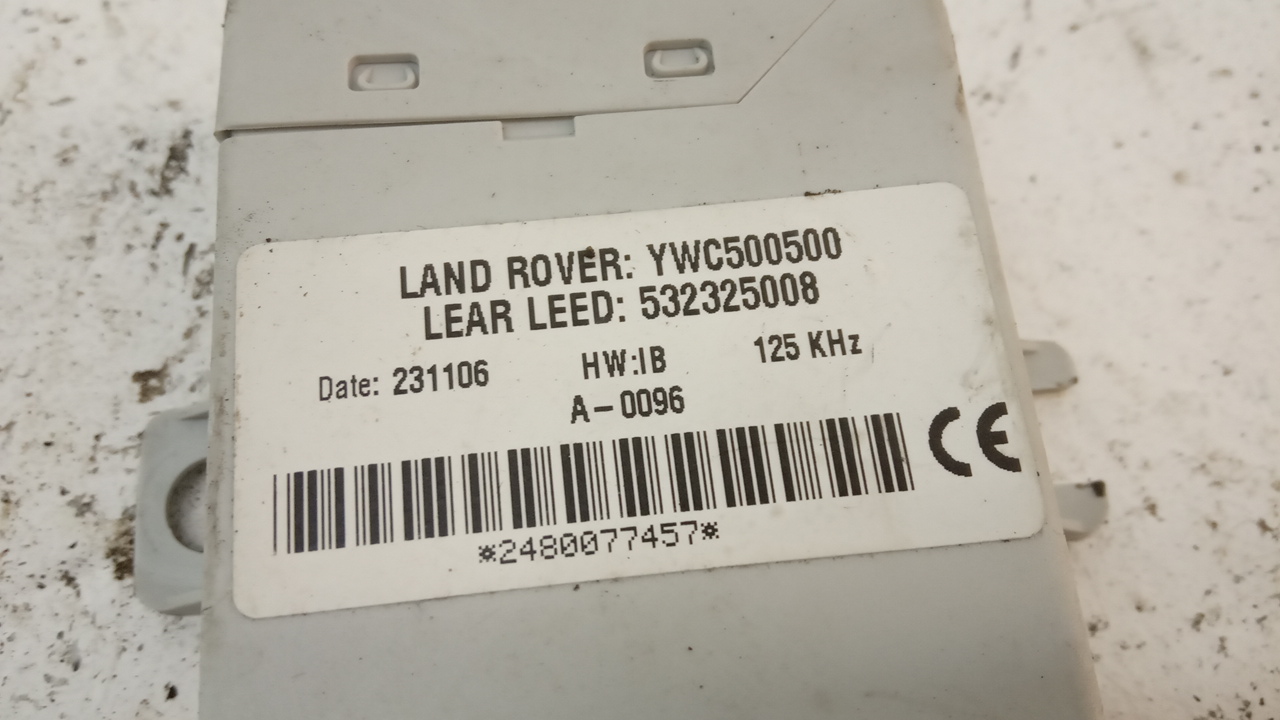 LAND ROVER: YWC500500
LEAR LEED: 532325008
Date: 231106 HW:IB 125 KHz
A-0096
CE
*2480077457*